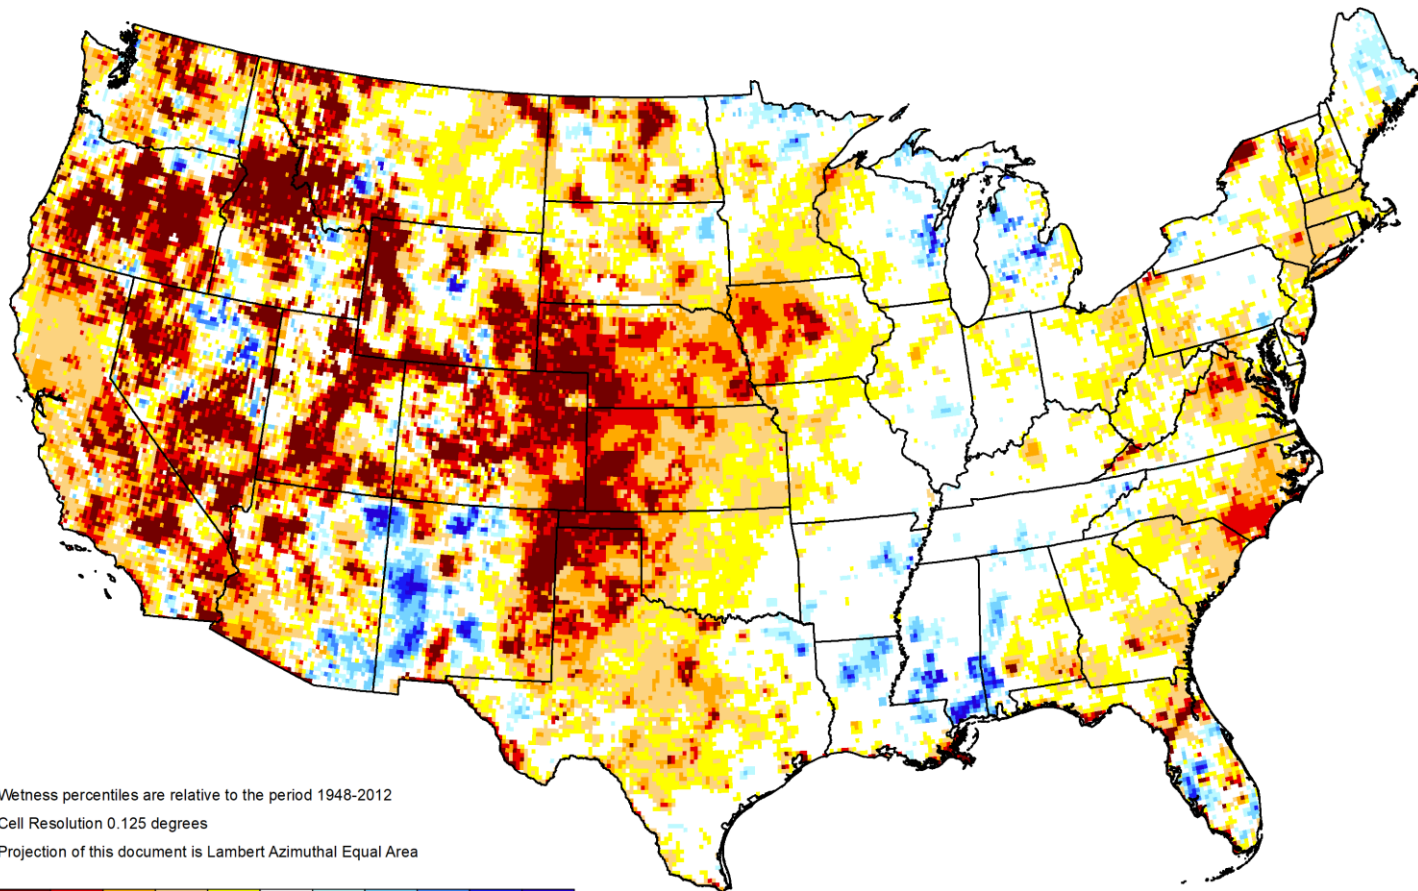 Wetness percentiles are relative to the period 1948-2012
Cell Resolution 0.125 degrees
Projection of this document is Lambert Azimuthal Equal Area